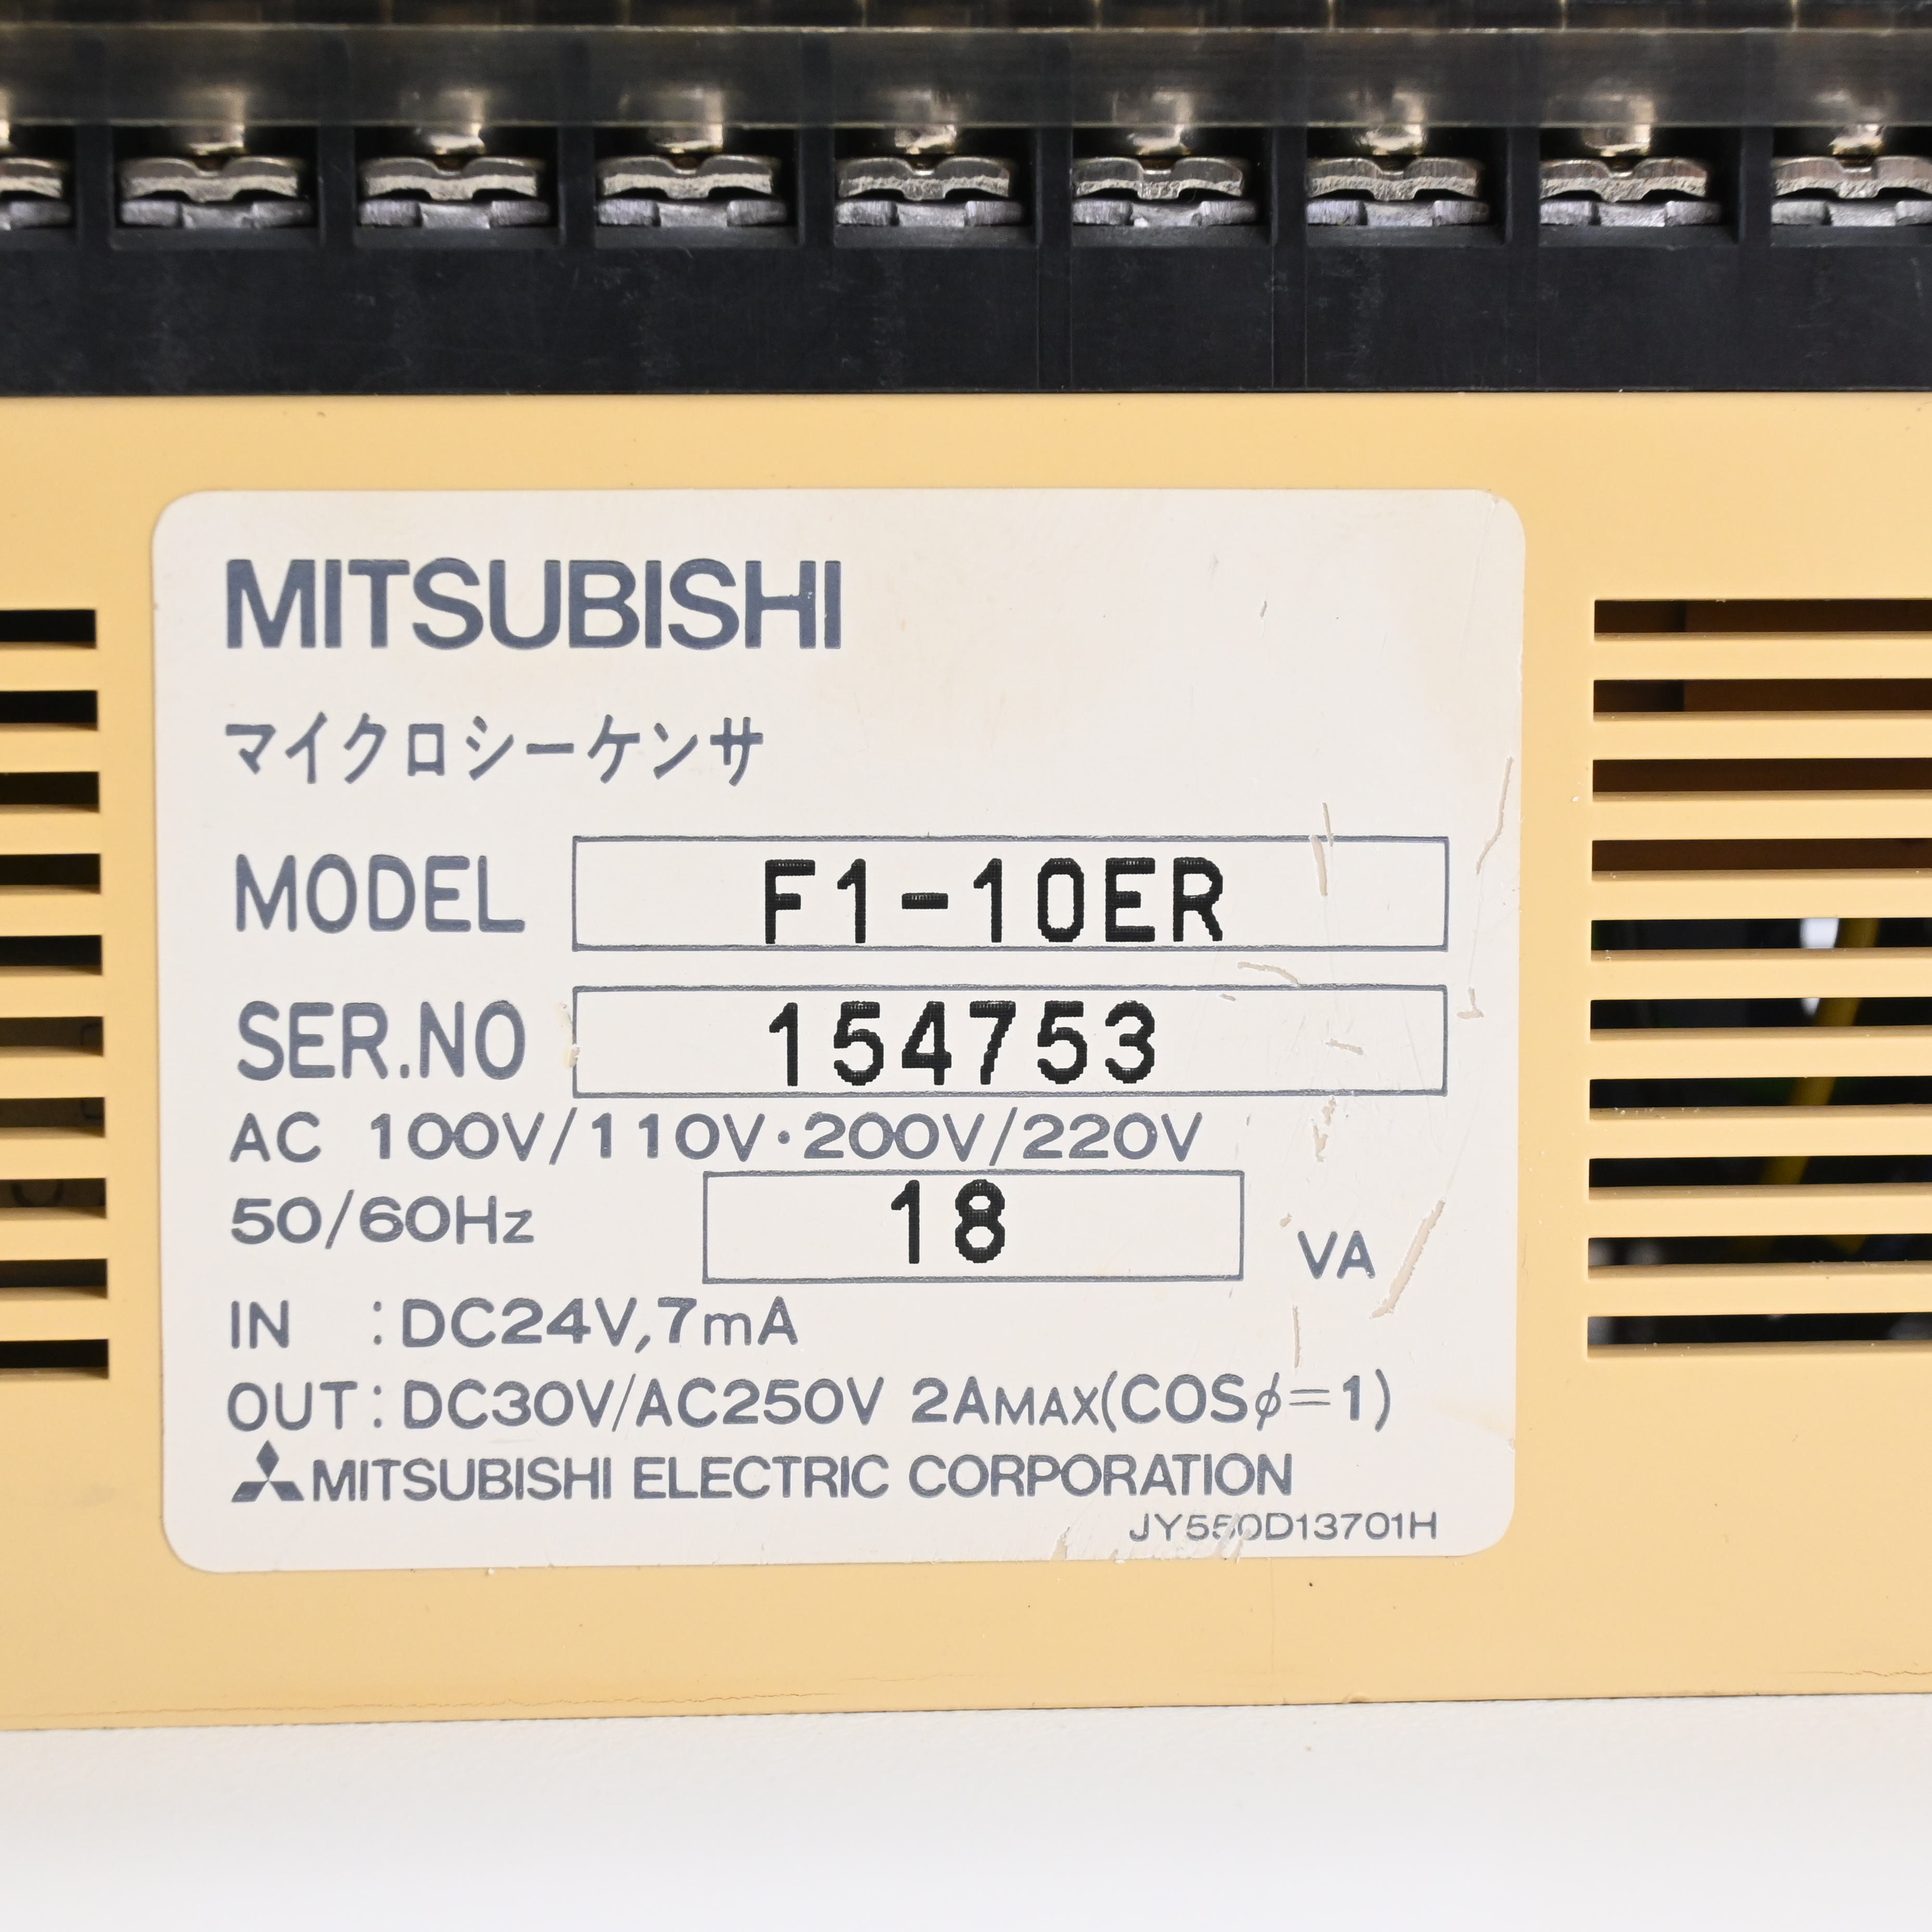 MITSUBISHI
マイクロシーケンサ
MODEL F1-10ER
SER.NO 154753
AC 100V/110V·200V/220V
50/60Hz 18 VA
IN :DC24V,7mA
OUT:DC30V/AC250V 2AMAX(COSφ=1)
MITSUBISHI ELECTRIC CORPORATION
JY550D13701H